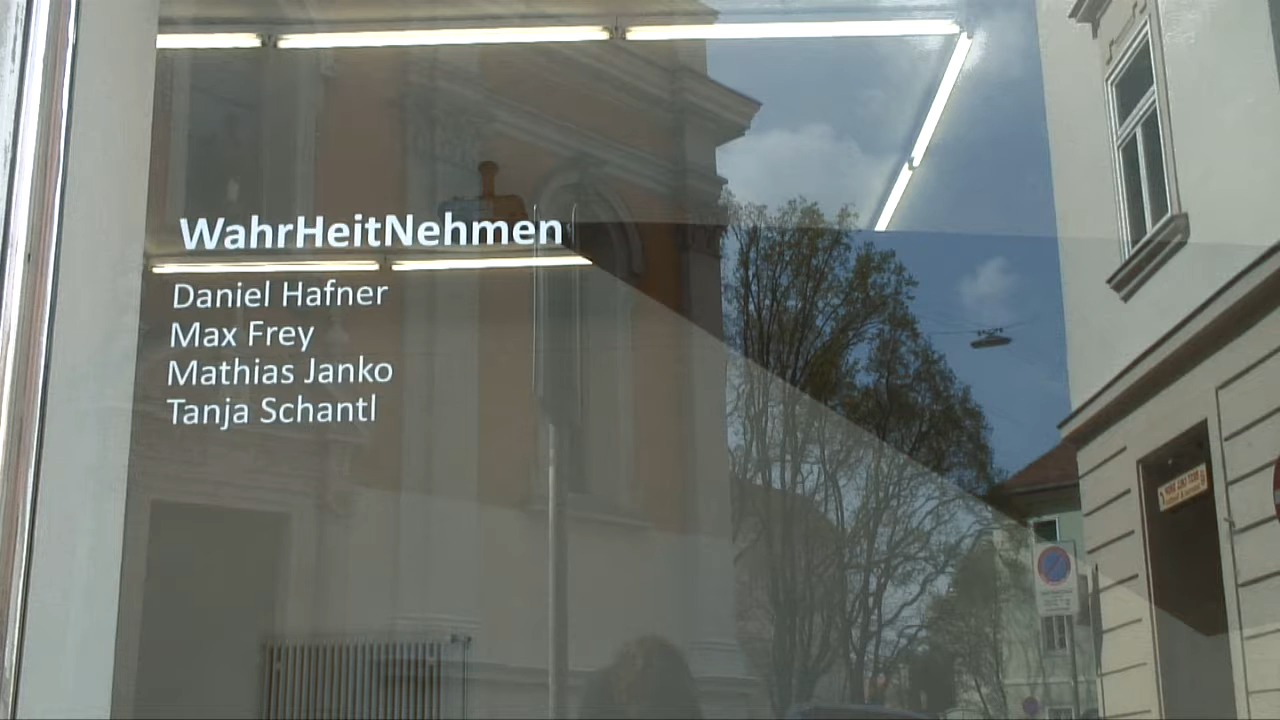 WahrHeitNehmen
Daniel Hafner
Max Frey
Mathias Janko
Tanja Schantl